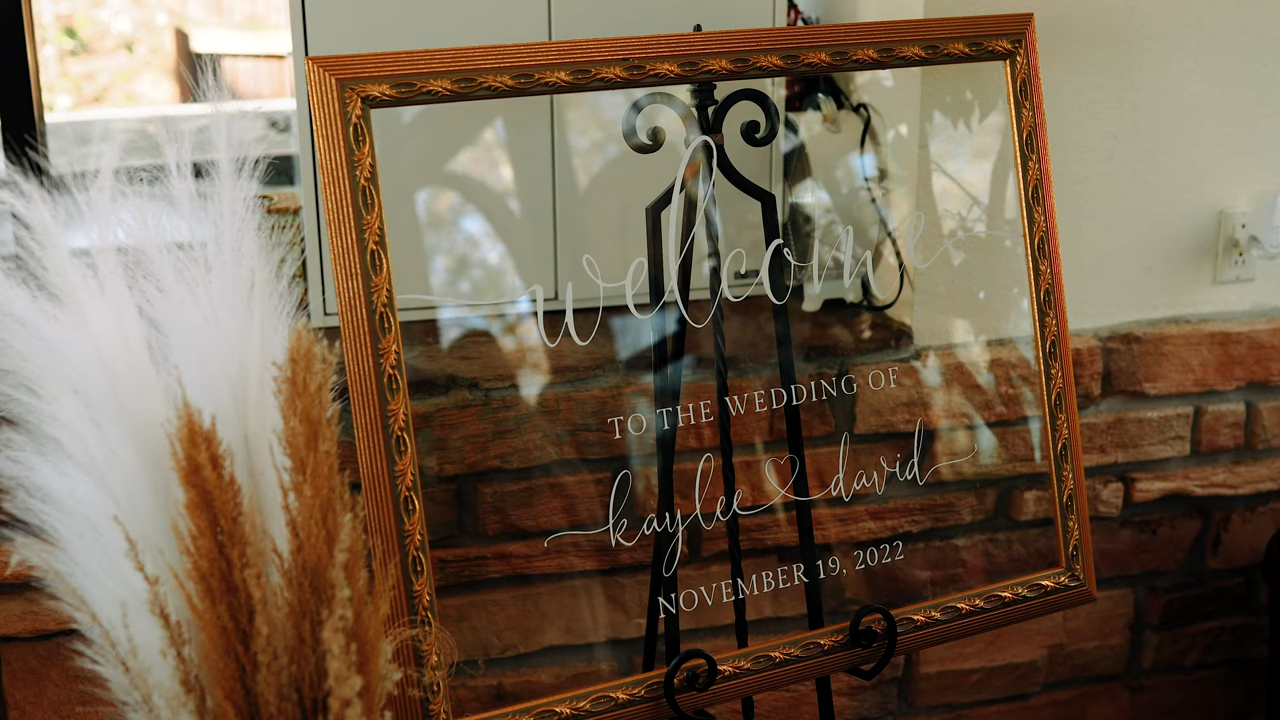 welcome
TO THE WEDDING OF
kaylee ♡ david
NOVEMBER 19, 2022